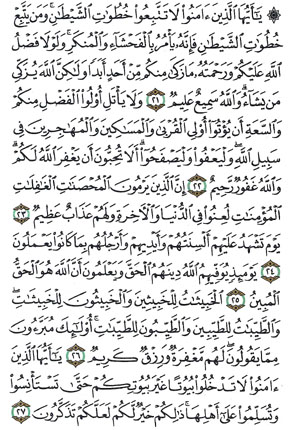 ۞ يَٰٓأَيُّهَا ٱلَّذِينَ ءَامَنُوا۟ لَا تَتَّبِعُوا۟ خُطُوَٰتِ ٱلشَّيْطَٰنِ ۚ وَمَن يَتَّبِعْ
خُطُوَٰتِ ٱلشَّيْطَٰنِ فَإِنَّهُۥ يَأْمُرُ بِٱلْفَحْشَآءِ وَٱلْمُنكَرِ ۚ وَلَوْلَا فَضْلُ
ٱللَّهِ عَلَيْكُمْ وَرَحْمَتُهُۥ مَا زَكَىٰ مِنكُم مِّنْ أَحَدٍ أَبَدًا وَلَٰكِنَّ ٱللَّهَ يُزَكِّى
مَن يَشَآءُ ۗ وَٱللَّهُ سَمِيعٌ عَلِيمٌ ٢١ وَلَا يَأْتَلِ أُو۟لُوا۟ ٱلْفَضْلِ مِنكُمْ
وَٱلسَّعَةِ أَن يُؤْتُوٓا۟ أُو۟لِى ٱلْقُرْبَىٰ وَٱلْمَسَٰكِينَ وَٱلْمُهَٰجِرِينَ فِى
سَبِيلِ ٱللَّهِ ۖ وَلْيَعْفُوا۟ وَلْيَصْفَحُوٓا۟ ۗ أَلَا تُحِبُّونَ أَن يَغْفِرَ ٱللَّهُ لَكُمْ ۗ
وَٱللَّهُ غَفُورٌ رَّحِيمٌ ٢٢ إِنَّ ٱلَّذِينَ يَرْمُونَ ٱلْمُحْصَنَٰتِ ٱلْغَٰفِلَٰتِ
ٱلْمُؤْمِنَٰتِ لُعِنُوا۟ فِى ٱلدُّنْيَا وَٱلْءَاخِرَةِ وَلَهُمْ عَذَابٌ عَظِيمٌ ٢٣
يَوْمَ تَشْهَدُ عَلَيْهِمْ أَلْسِنَتُهُمْ وَأَيْدِيهِمْ وَأَرْجُلُهُم بِمَا كَانُوا۟ يَعْمَلُونَ
٢٤ يَوْمَئِذٍ يُوَفِّيهِمُ ٱللَّهُ دِينَهُمُ ٱلْحَقَّ وَيَعْلَمُونَ أَنَّ ٱللَّهَ هُوَ ٱلْحَقُّ
ٱلْمُبِينُ ٢٥ ٱلْخَبِيثَٰتُ لِلْخَبِيثِينَ وَٱلْخَبِيثُونَ لِلْخَبِيثَٰتِ ۖ
وَٱلطَّيِّبَٰتُ لِلطَّيِّبِينَ وَٱلطَّيِّبُونَ لِلطَّيِّبَٰتِ ۚ أُو۟لَٰٓئِكَ مُبَرَّءُونَ
مِمَّا يَقُولُونَ ۖ لَهُم مَّغْفِرَةٌ وَرِزْقٌ كَرِيمٌ ٢٦ يَٰٓأَيُّهَا ٱلَّذِينَ
ءَامَنُوا۟ لَا تَدْخُلُوا۟ بُيُوتًا غَيْرَ بُيُوتِكُمْ حَتَّىٰ تَسْتَأْنِسُوا۟
وَتُسَلِّمُوا۟ عَلَىٰٓ أَهْلِهَا ۚ ذَٰلِكُمْ خَيْرٌ لَّكُمْ لَعَلَّكُمْ تَذَكَّرُونَ ٢٧